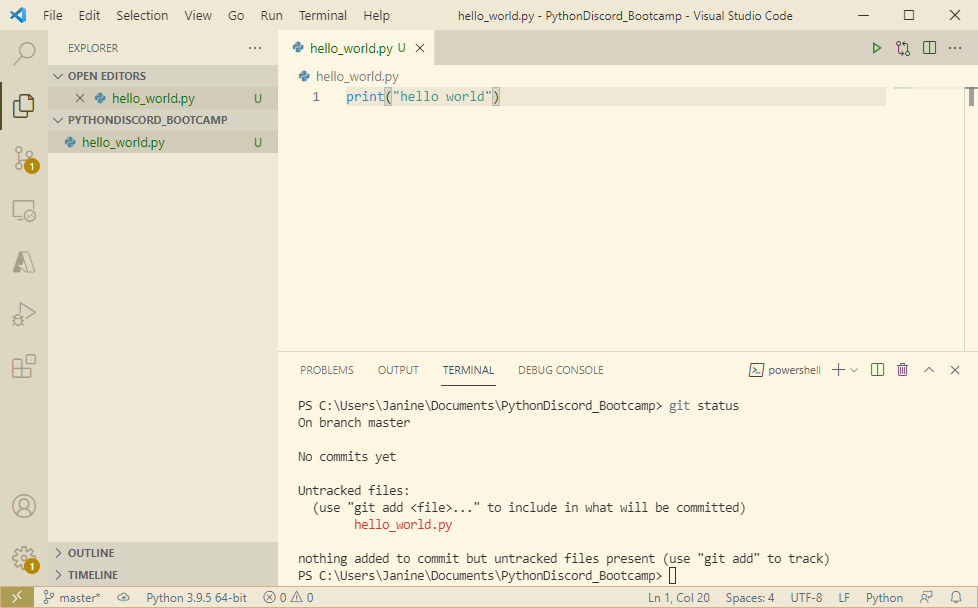 File Edit Selection View Go Run Terminal Help hello_world.py - PythonDiscord_Bootcamp - Visual Studio Code
EXPLORER
OPEN EDITORS
hello_world.py U
PYTHONDISCORD_BOOTCAMP
hello_world.py U
OUTLINE
TIMELINE
hello_world.py U
hello_world.py
1 print("hello world")
PROBLEMS OUTPUT TERMINAL DEBUG CONSOLE powershell
PS C:\Users\Janine\Documents\PythonDiscord_Bootcamp> git status
On branch master
No commits yet
Untracked files:
(use "git add <file>..." to include in what will be committed)
hello_world.py
nothing added to commit but untracked files present (use "git add" to track)
PS C:\Users\Janine\Documents\PythonDiscord_Bootcamp>
1
1
master* Python 3.9.5 64-bit 0 0 Ln 1, Col 20 Spaces: 4 UTF-8 LF Python